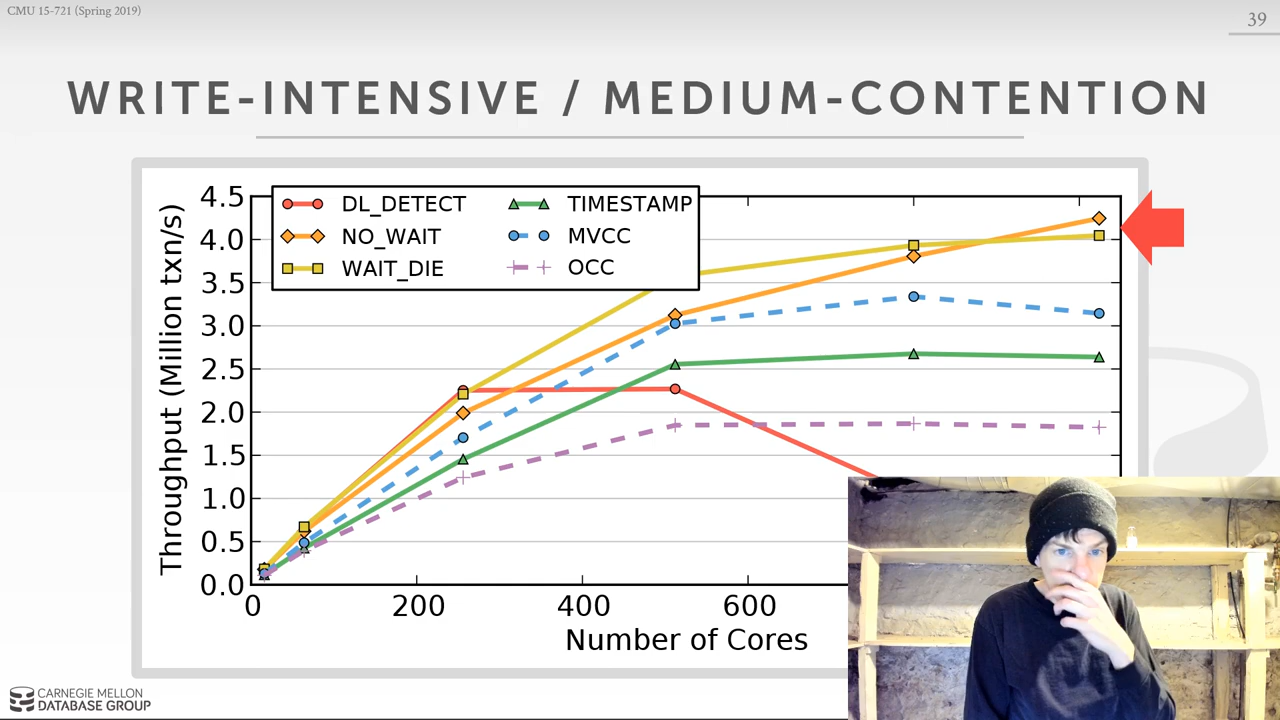 CMU 15-721 (Spring 2019)
39
WRITE-INTENSIVE / MEDIUM-CONTENTION
DL_DETECT
NO_WAIT
WAIT_DIE
TIMESTAMP
MVCC
OCC
Throughput (Million txn/s)
4.5
4.0
3.5
3.0
2.5
2.0
1.5
1.0
0.5
0.0
0 200 400 600
Number of Cores
CARNEGIE MELLON
DATABASE GROUP